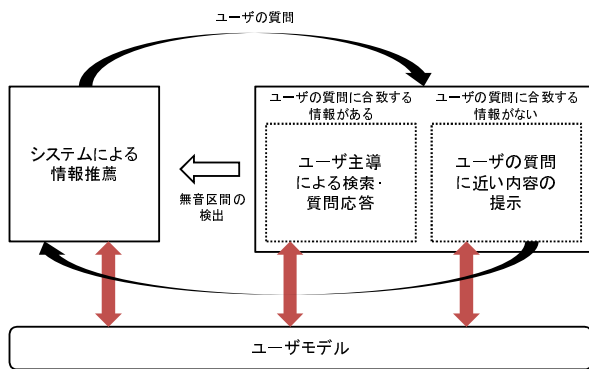 ユーザの質問
ユーザの質問に合致する
情報がある
ユーザの質問に合致する
情報がない
システムによる
情報推薦
無音区間の
検出
ユーザ主導
による検索・
質問応答
ユーザの質問
に近い内容の
提示
ユーザモデル